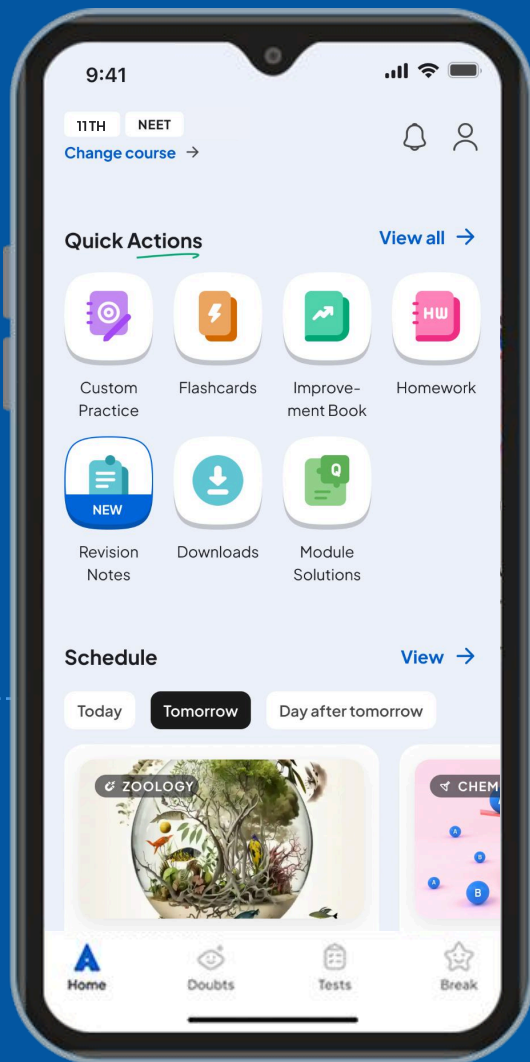 9:41
11TH NEET
Change course →
Quick Actions View all →
HW
Custom Practice
Flashcards
Improve-
ment Book
Homework
NEW
Q
Revision
Notes
Downloads
Module
Solutions
Schedule View →
Today Tomorrow Day after tomorrow
ZOOLOGY CHEM
A
A
B
A
B
Home Doubts Tests Break